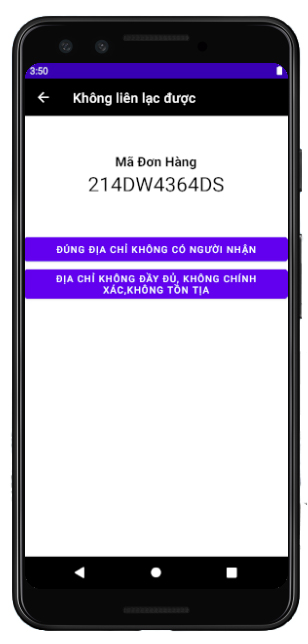 3:50
Không liên lạc được
Mã Đơn Hàng
214DW4364DS
ĐÚNG ĐỊA CHỈ KHÔNG CÓ NGƯỜI NHẬN
ĐỊA CHỈ KHÔNG ĐẦY ĐỦ, KHÔNG CHÍNH
XÁC,KHÔNG TỒN TỊA